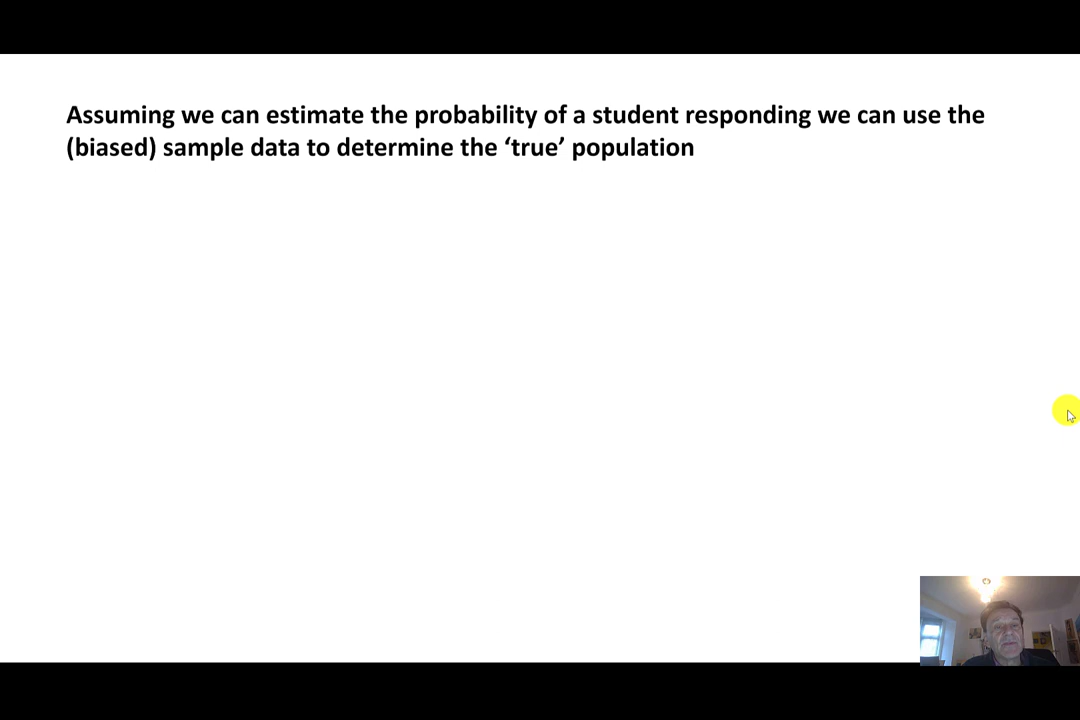 Assuming we can estimate the probability of a student responding we can use the
(biased) sample data to determine the ‘true’ population